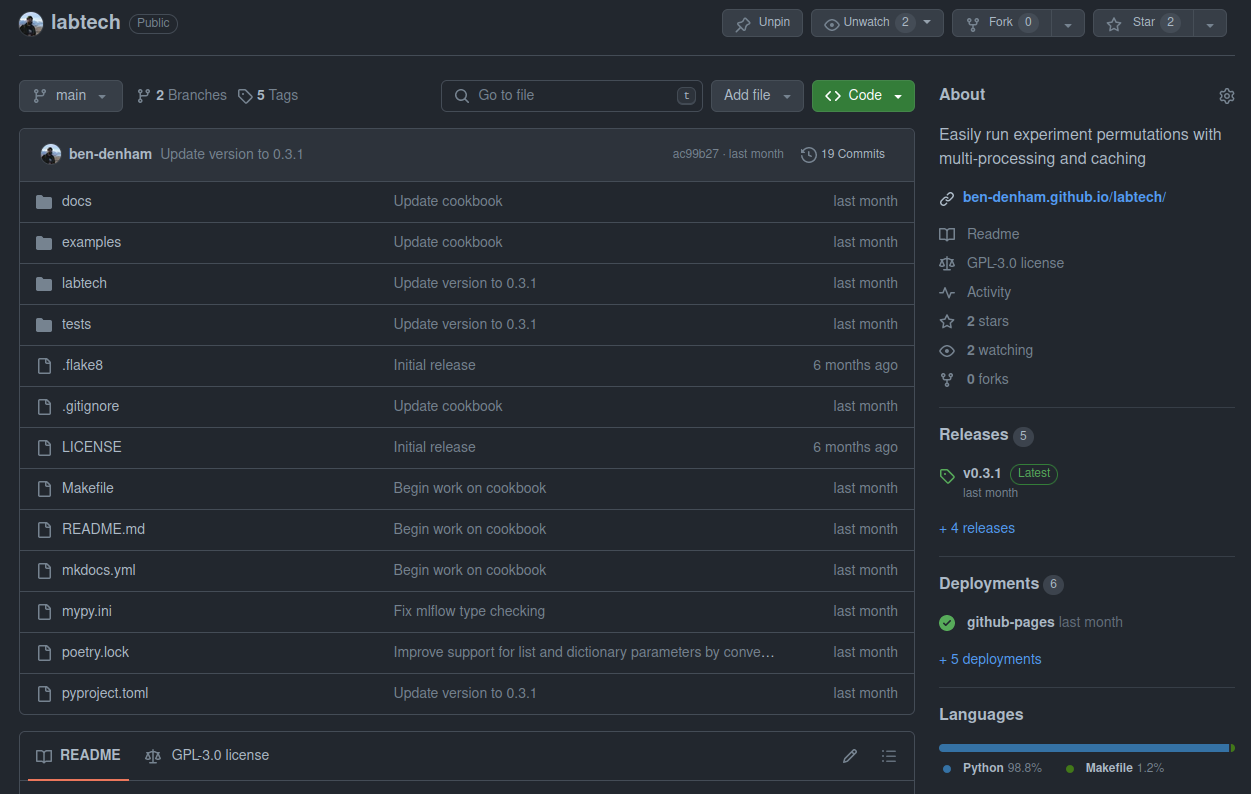 labtech Public Unpin Unwatch 2 Fork 0 Star 2
main 2 Branches 5 Tags Go to file t Add file Code
ben-denham Update version to 0.3.1 ac99b27 · last month 19 Commits
docs Update cookbook last month
examples Update cookbook last month
labtech Update version to 0.3.1 last month
tests Update version to 0.3.1 last month
.flake8 Initial release 6 months ago
.gitignore Update cookbook last month
LICENSE Initial release 6 months ago
Makefile Begin work on cookbook last month
README.md Begin work on cookbook last month
mkdocs.yml Begin work on cookbook last month
mypy.ini Fix mlflow type checking last month
poetry.lock Improve support for list and dictionary parameters by conve… last month
pyproject.toml Update version to 0.3.1 last month
README GPL-3.0 license
About
Easily run experiment permutations with
multi-processing and caching
ben-denham.github.io/labtech/
Readme
GPL-3.0 license
Activity
2 stars
2 watching
0 forks
Releases 5
v0.3.1 Latest
last month
+ 4 releases
Deployments 6
github-pages last month
+ 5 deployments
Languages
Python 98.8% Makefile 1.2%